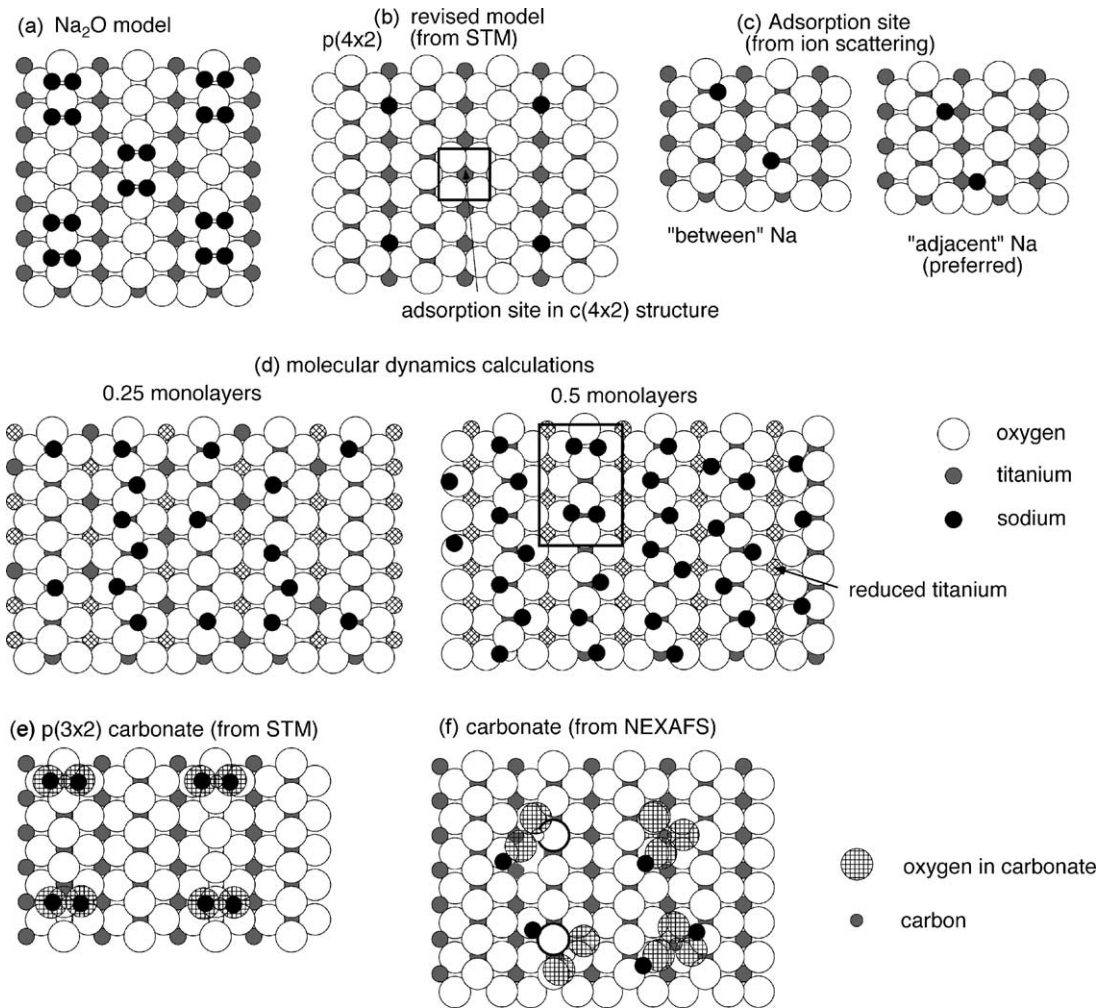 (a) Na₂O model
(b) revised model
p(4x2) (from STM)
(c) Adsorption site
(from ion scattering)
"between" Na
"adjacent" Na
(preferred)
adsorption site in c(4x2) structure
(d) molecular dynamics calculations
0.25 monolayers
0.5 monolayers
oxygen
titanium
sodium
reduced titanium
(e) p(3x2) carbonate (from STM)
(f) carbonate (from NEXAFS)
oxygen in carbonate
carbon